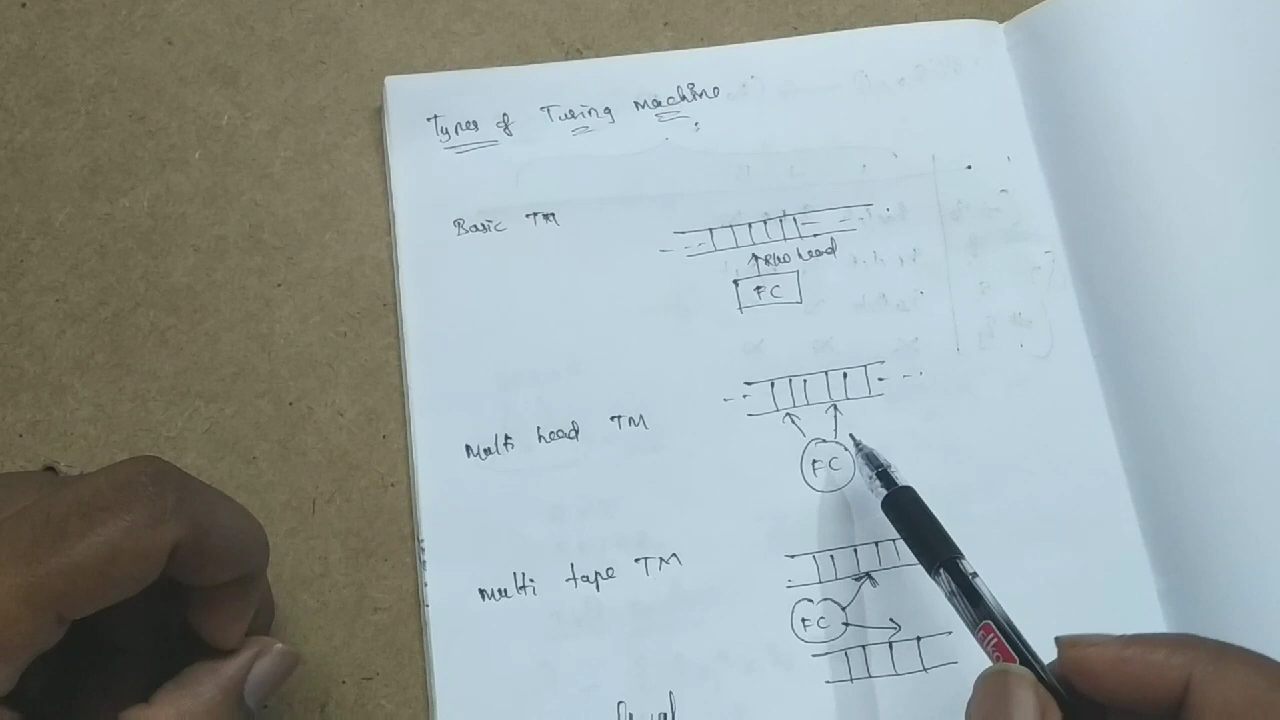 Types of Turing machine
Basic TM
R/W head
FC
Multi head TM
FC
Multi tape TM
FC